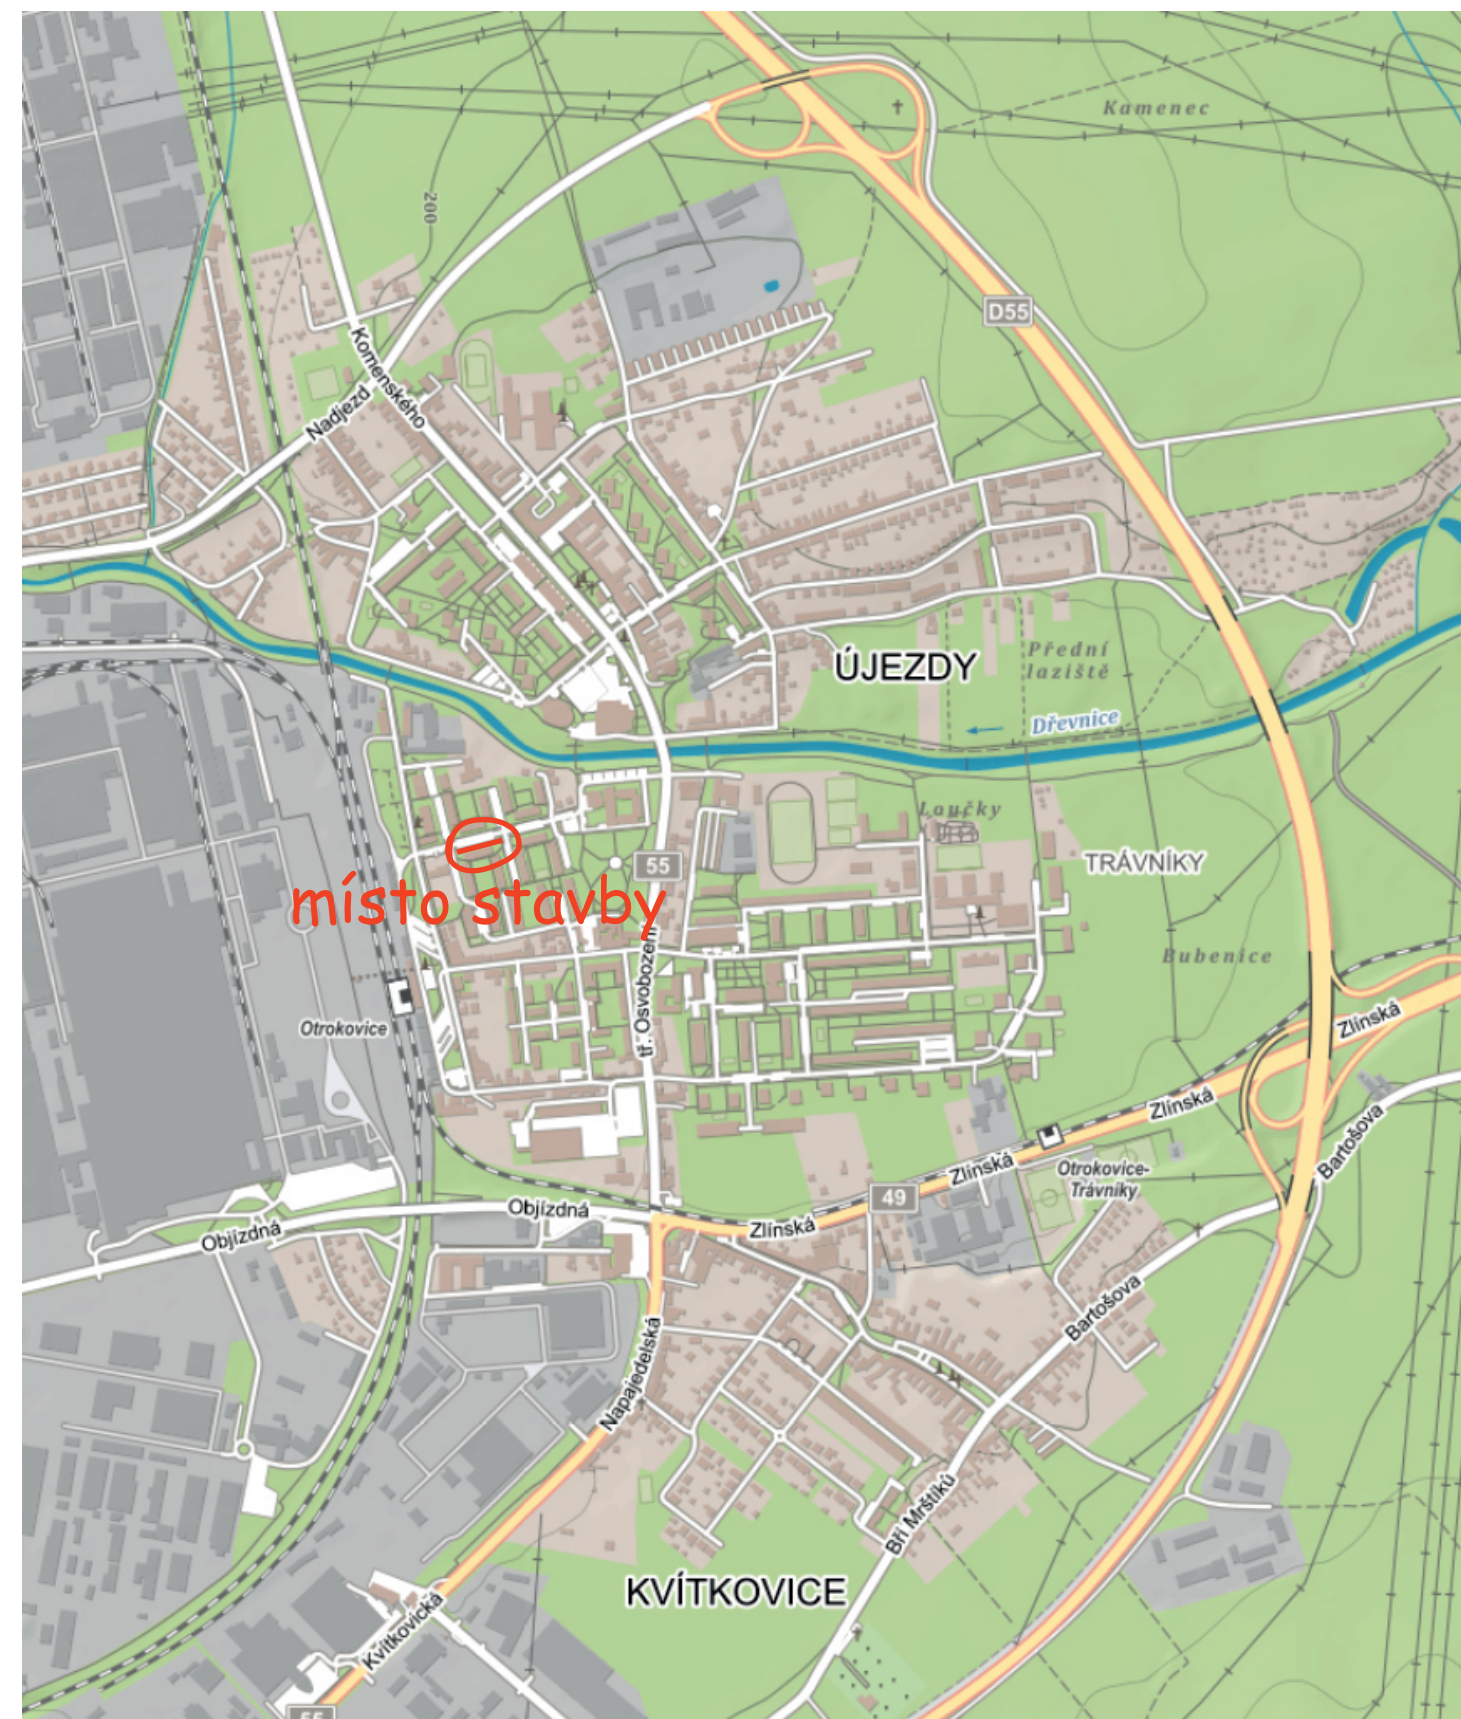 Kamenec
200
D55
Komenského
Nadjezd
ÚJEZDY
Přední
laziště
Dřevnice
Loučky
TRÁVNÍKY
55
místo stavby
Bubenice
tř. Osvobození
Otrokovice
Zlínská
Zlínská
Bartošova
Otrokovice-
Trávníky
Zlínská
49
Objízdná
Zlínská
Objízdná
Bartošova
Napajedelská
Bří Mrštíků
KVÍTKOVICE
Kvítkovická
55